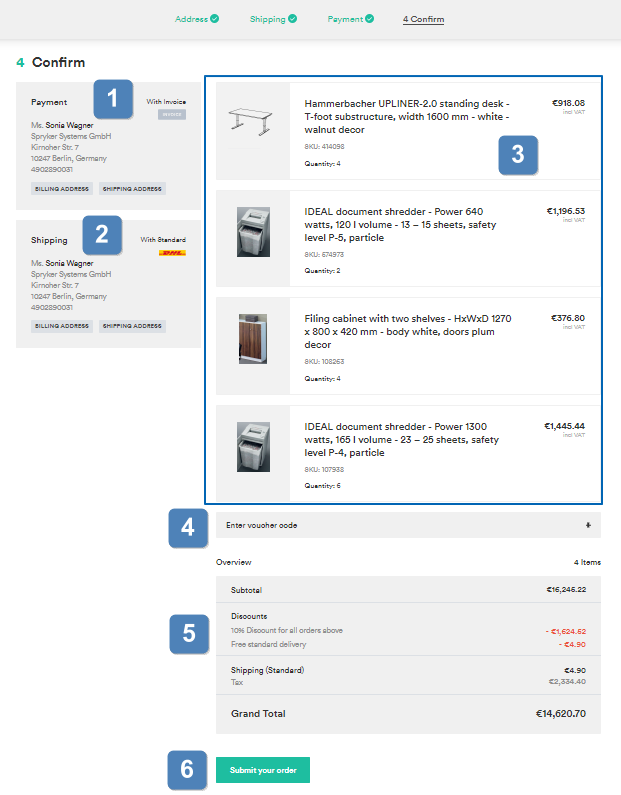 Address
Shipping
Payment
4 Confirm
4 Confirm
1
Payment
With Invoice
INVOICE
Ms. Sonia Wagner
Spryker Systems GmbH
Kirncher Str. 7
10247 Berlin, Germany
4902890031
BILLING ADDRESS
SHIPPING ADDRESS
2
Shipping
With Standard
DHL
Ms. Sonia Wagner
Spryker Systems GmbH
Kirncher Str. 7
10247 Berlin, Germany
4902890031
BILLING ADDRESS
SHIPPING ADDRESS
3
Hammerbacher UPLINER-2.0 standing desk -
T-foot substructure, width 1600 mm - white -
walnut decor
€918.08
incl VAT
SKU: 414098
Quantity: 4
IDEAL document shredder - Power 640
watts, 120 l volume - 13 – 15 sheets, safety
level P-5, particle
€1,196.53
incl VAT
SKU: 674973
Quantity: 2
Filing cabinet with two shelves - HxWxD 1270
x 800 x 420 mm - body white, doors plum
decor
€376.80
incl VAT
SKU: 108263
Quantity: 4
IDEAL document shredder - Power 1300
watts, 165 l volume - 23 – 25 sheets, safety
level P-4, particle
€1,445.44
incl VAT
SKU: 107938
Quantity: 6
4
Enter voucher code
+
Overview
4 Items
Subtotal
€16,246.22
5
Discounts
10% Discount for all orders above
- €1,624.62
Free standard delivery
- €4.90
Shipping (Standard)
€4.90
Tax
€2,334.40
Grand Total
€14,620.70
6
Submit your order